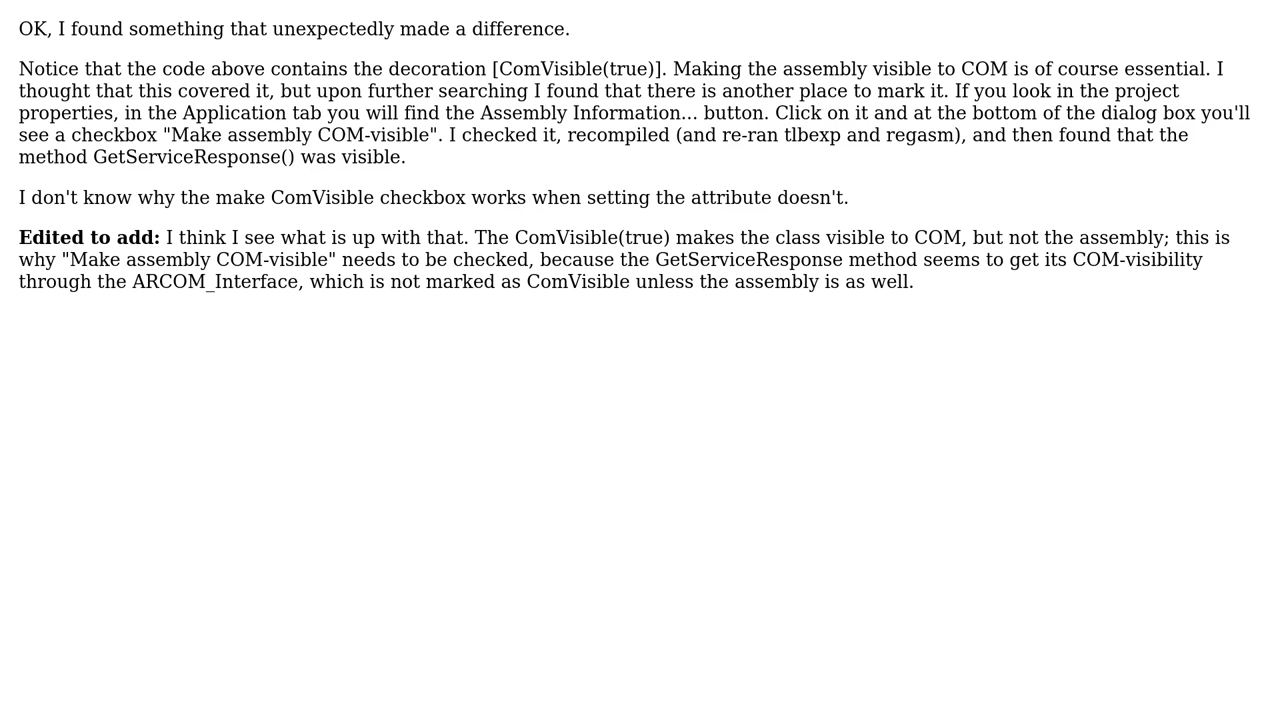 OK, I found something that unexpectedly made a difference.
Notice that the code above contains the decoration [ComVisible(true)]. Making the assembly visible to COM is of course essential. I
thought that this covered it, but upon further searching I found that there is another place to mark it. If you look in the project
properties, in the Application tab you will find the Assembly Information... button. Click on it and at the bottom of the dialog box you'll
see a checkbox "Make assembly COM-visible". I checked it, recompiled (and re-ran tlbexp and regasm), and then found that the
method GetServiceResponse() was visible.
I don't know why the make ComVisible checkbox works when setting the attribute doesn't.
Edited to add: I think I see what is up with that. The ComVisible(true) makes the class visible to COM, but not the assembly; this is
why "Make assembly COM-visible" needs to be checked, because the GetServiceResponse method seems to get its COM-visibility
through the ARCOM_Interface, which is not marked as ComVisible unless the assembly is as well.